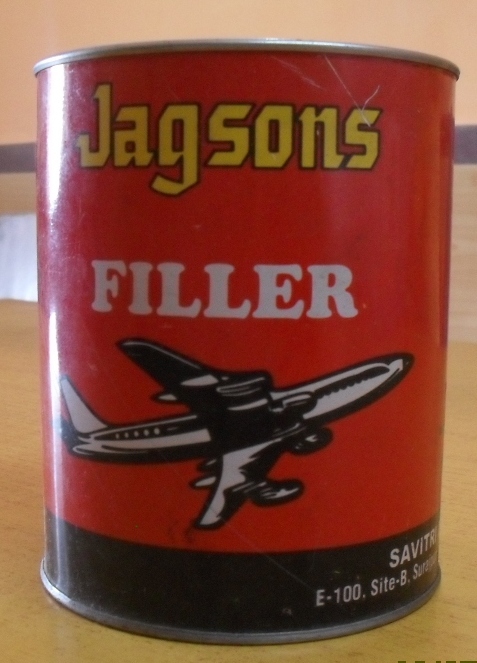 Jagsons
FILLER
SAVITRI
E-100. Site-B.